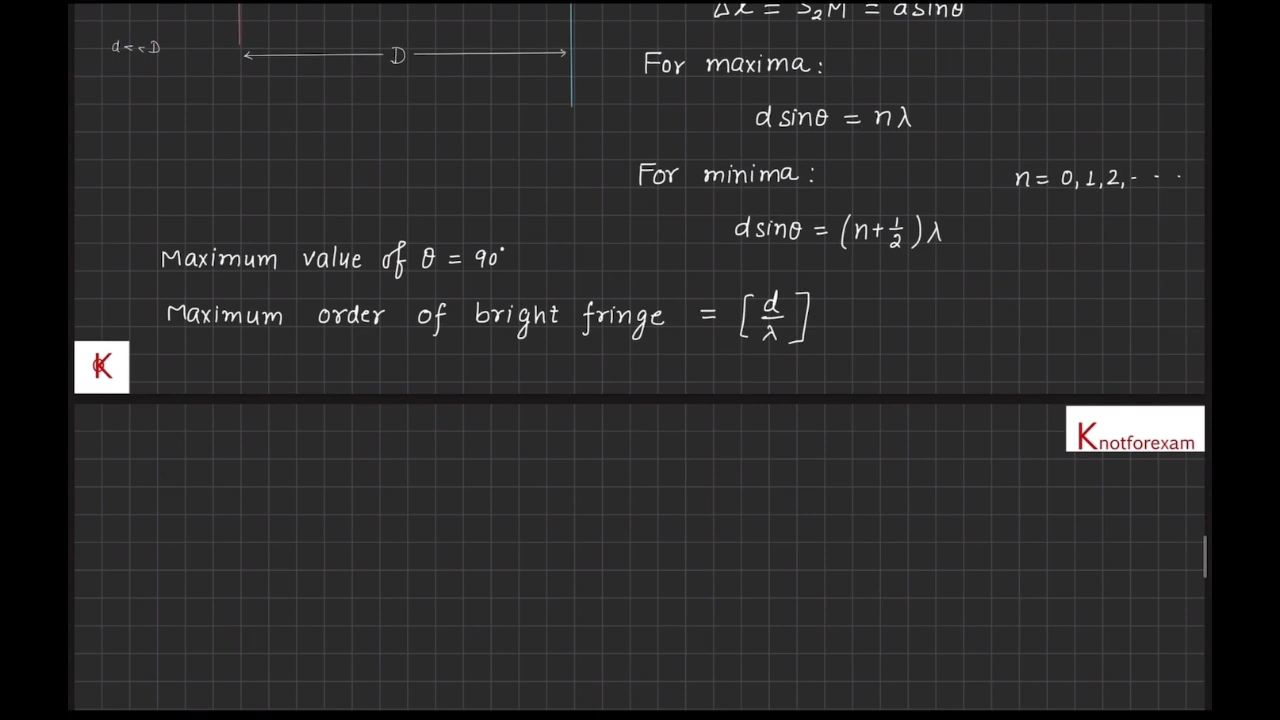 Δx = S₂M = d sinθ
d<<D
D
For maxima:
d sinθ = nλ
For minima:
n = 0, 1, 2, - - -
d sinθ = (n+½)λ
Maximum value of θ = 90°
Maximum order of bright fringe = [d/λ]
K
Knotforexam